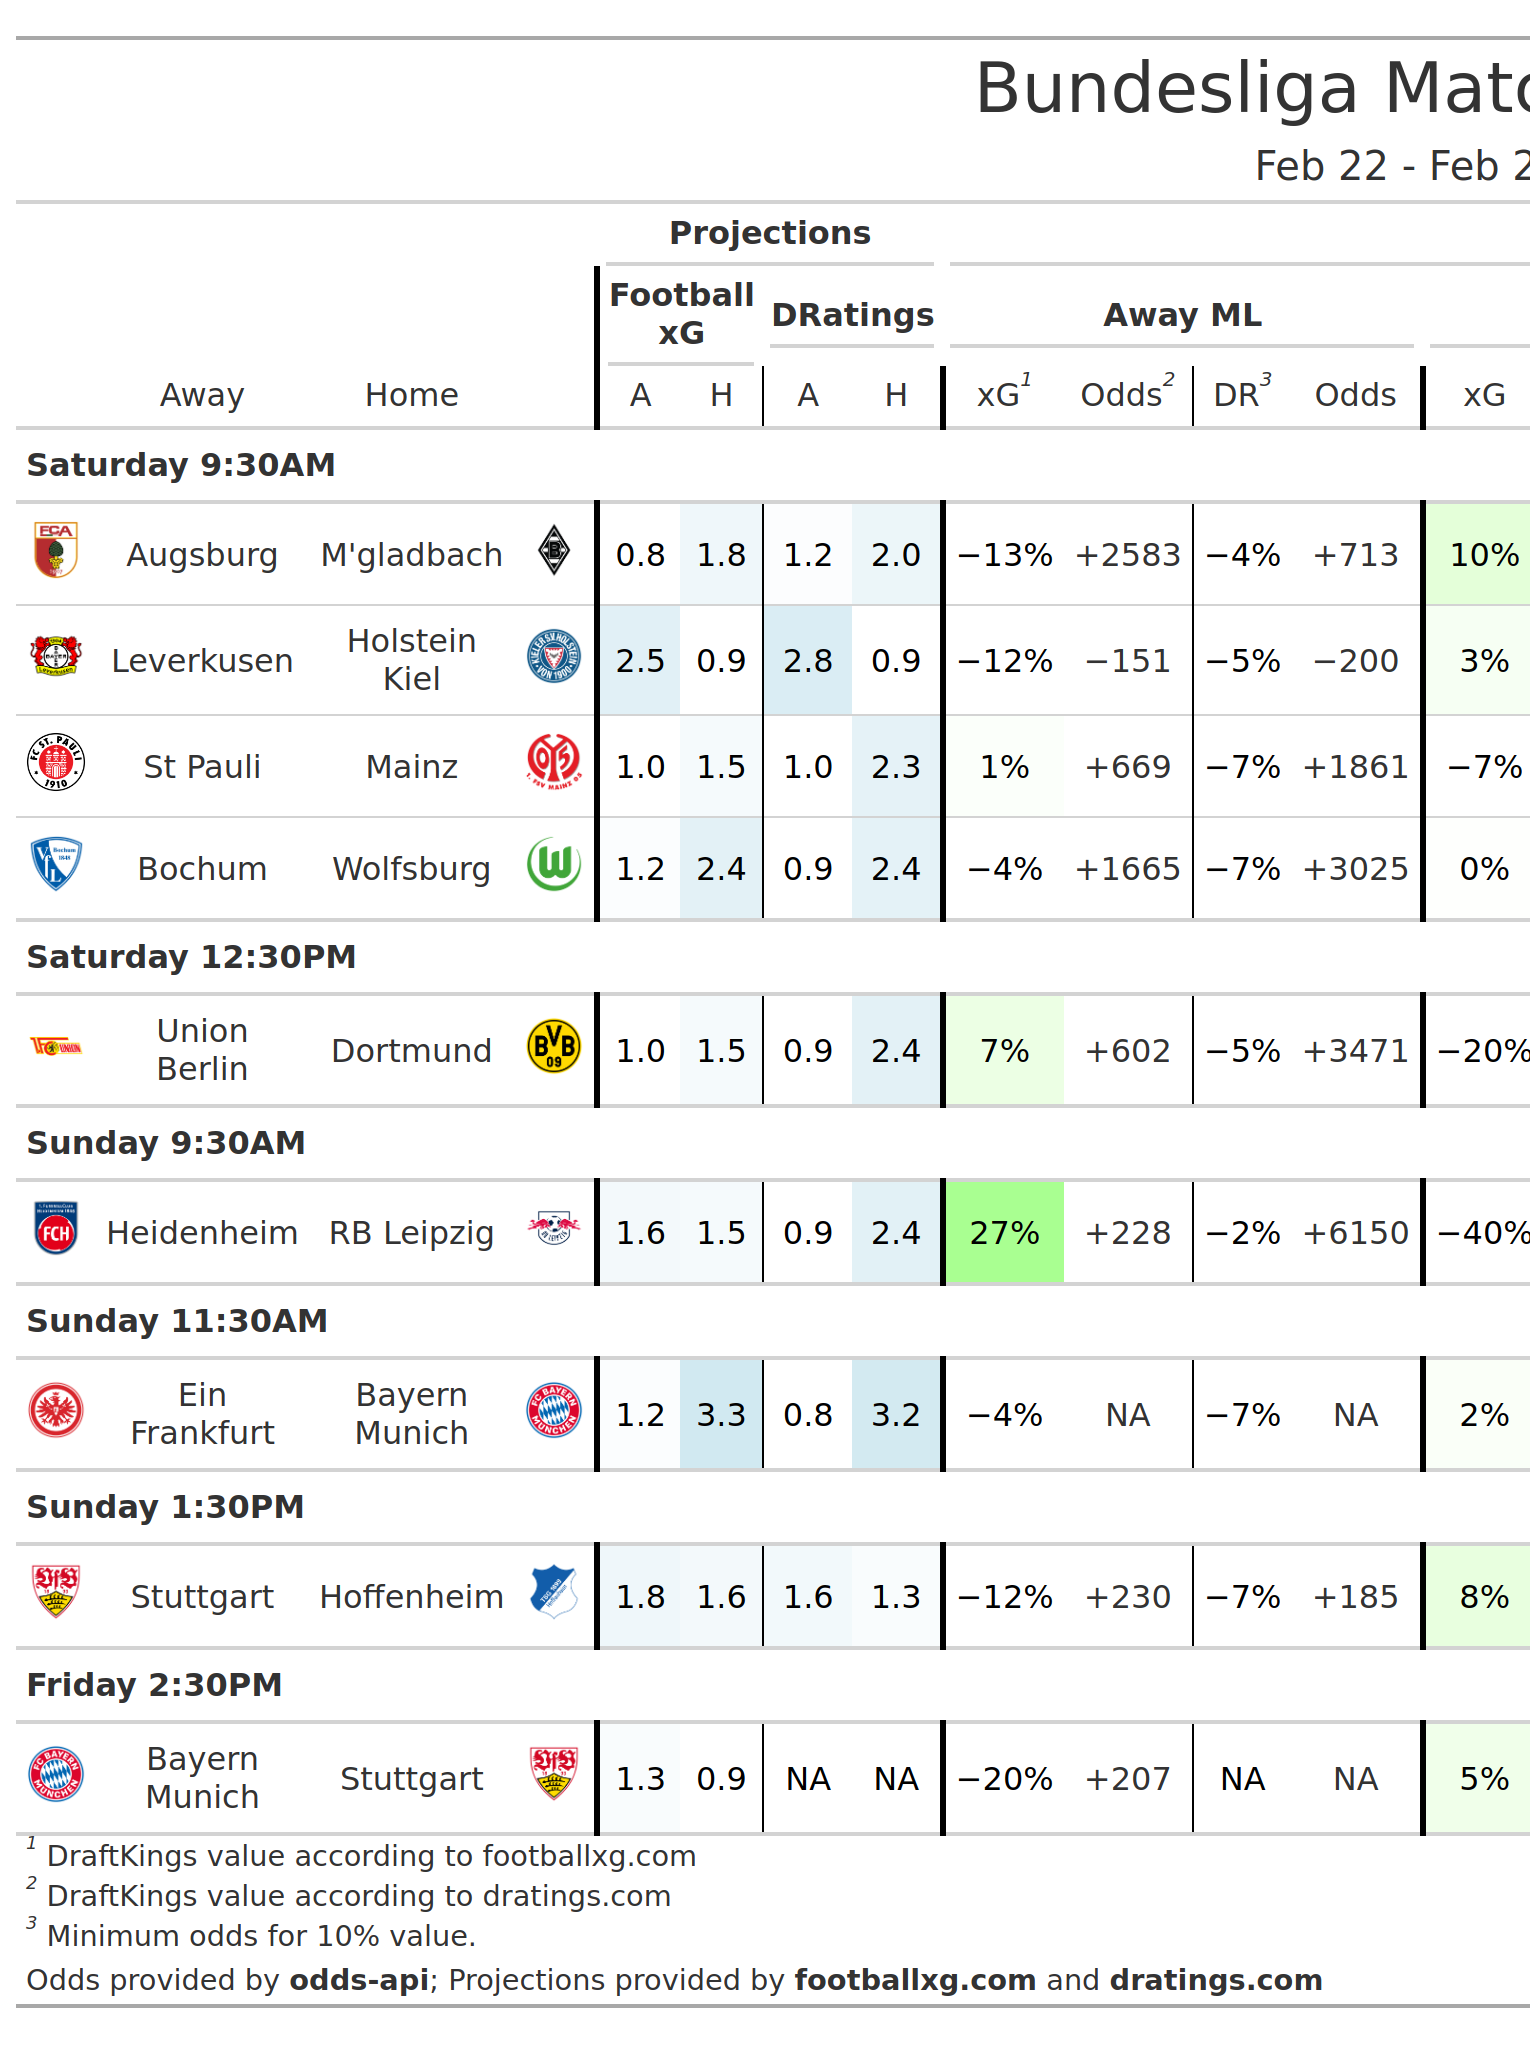 Bundesliga Matc
Feb 22 - Feb 2
Projections
Football xG DRatings Away ML
Away Home A H A H xG1 Odds2 DR3 Odds xG
Saturday 9:30AM
Augsburg M'gladbach 0.8 1.8 1.2 2.0 −13% +2583 −4% +713 10%
Leverkusen Holstein Kiel 2.5 0.9 2.8 0.9 −12% −151 −5% −200 3%
St Pauli Mainz 1.0 1.5 1.0 2.3 1% +669 −7% +1861 −7%
Bochum Wolfsburg 1.2 2.4 0.9 2.4 −4% +1665 −7% +3025 0%
Saturday 12:30PM
Union Berlin Dortmund 1.0 1.5 0.9 2.4 7% +602 −5% +3471 −20%
Sunday 9:30AM
Heidenheim RB Leipzig 1.6 1.5 0.9 2.4 27% +228 −2% +6150 −40%
Sunday 11:30AM
Ein Frankfurt Bayern Munich 1.2 3.3 0.8 3.2 −4% NA −7% NA 2%
Sunday 1:30PM
Stuttgart Hoffenheim 1.8 1.6 1.6 1.3 −12% +230 −7% +185 8%
Friday 2:30PM
Bayern Munich Stuttgart 1.3 0.9 NA NA −20% +207 NA NA 5%
1 DraftKings value according to footballxg.com
2 DraftKings value according to dratings.com
3 Minimum odds for 10% value.
Odds provided by odds-api; Projections provided by footballxg.com and dratings.com